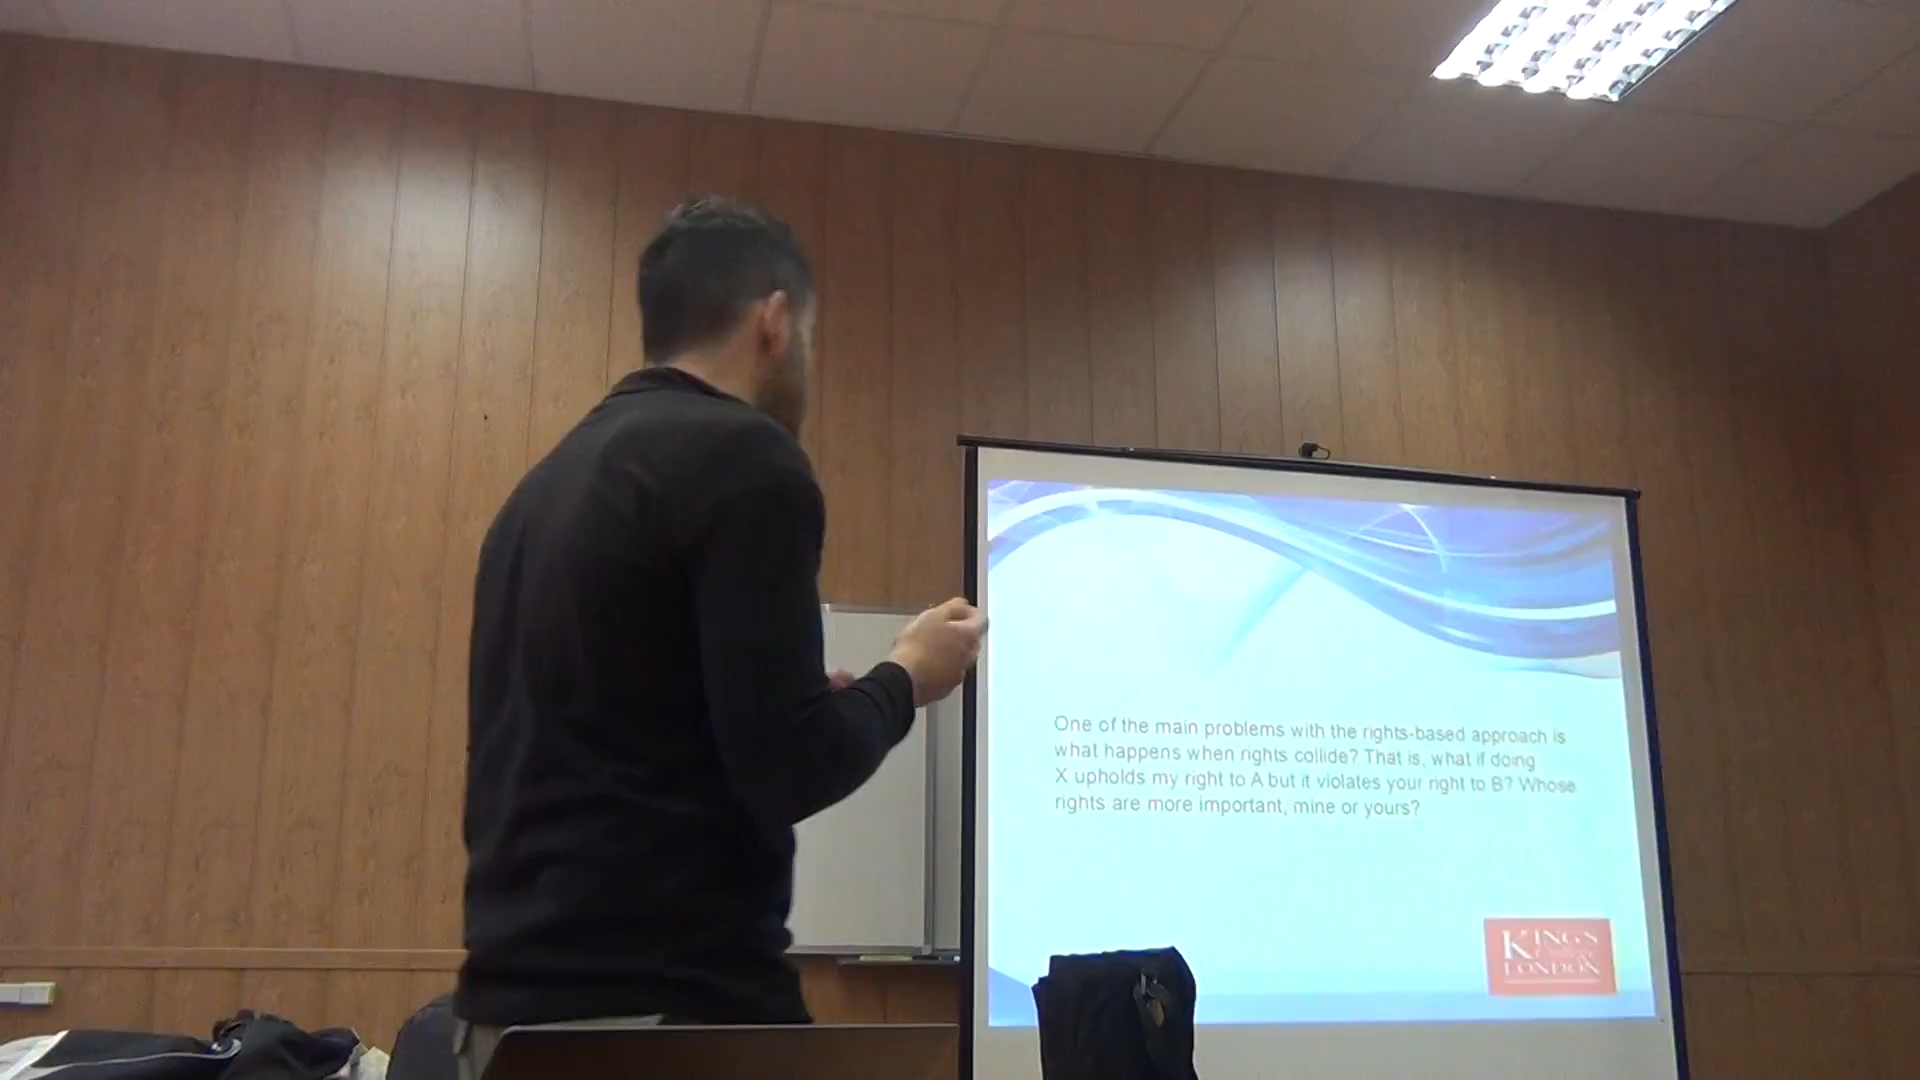 One of the main problems with the rights-based approach is
what happens when rights collide? That is, what if doing
X upholds my right to A but it violates your right to B? Whose
rights are more important, mine or yours?
KING'S
College
LONDON